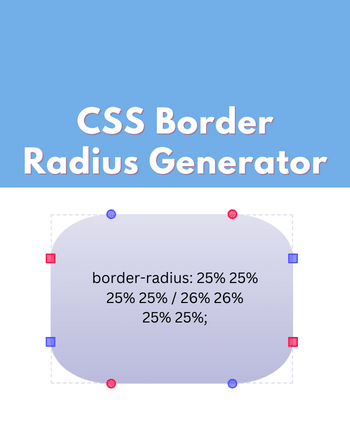 CSS Border
Radius Generator
border-radius: 25% 25%
25% 25% / 26% 26%
25% 25%;